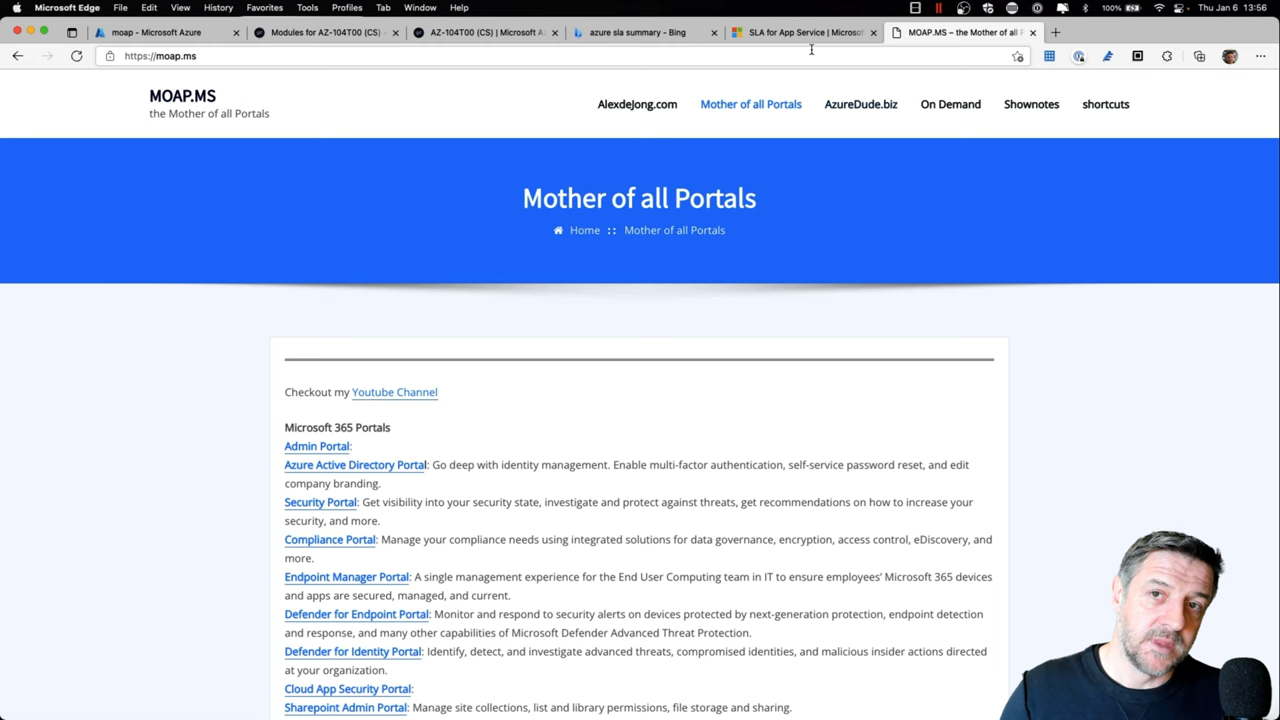 Microsoft Edge File Edit View History Favorites Tools Profiles Tab Window Help 100% Thu Jan 6 13:56
moap - Microsoft Azure Modules for AZ-104T00 (CS) - AZ-104T00 (CS) | Microsoft A azure sla summary - Bing SLA for App Service | Microsof MOAP.MS – the Mother of all P
https://moap.ms
MOAP.MS
the Mother of all Portals
AlexdeJong.com Mother of all Portals AzureDude.biz On Demand Shownotes shortcuts
Mother of all Portals
Home :: Mother of all Portals
Checkout my Youtube Channel
Microsoft 365 Portals
Admin Portal:
Azure Active Directory Portal: Go deep with identity management. Enable multi-factor authentication, self-service password reset, and edit
company branding.
Security Portal: Get visibility into your security state, investigate and protect against threats, get recommendations on how to increase your
security, and more.
Compliance Portal: Manage your compliance needs using integrated solutions for data governance, encryption, access control, eDiscovery, and
more.
Endpoint Manager Portal: A single management experience for the End User Computing team in IT to ensure employees’ Microsoft 365 devices
and apps are secured, managed, and current.
Defender for Endpoint Portal: Monitor and respond to security alerts on devices protected by next-generation protection, endpoint detection
and response, and many other capabilities of Microsoft Defender Advanced Threat Protection.
Defender for Identity Portal: Identify, detect, and investigate advanced threats, compromised identities, and malicious insider actions directed
at your organization.
Cloud App Security Portal:
Sharepoint Admin Portal: Manage site collections, list and library permissions, file storage and sharing.